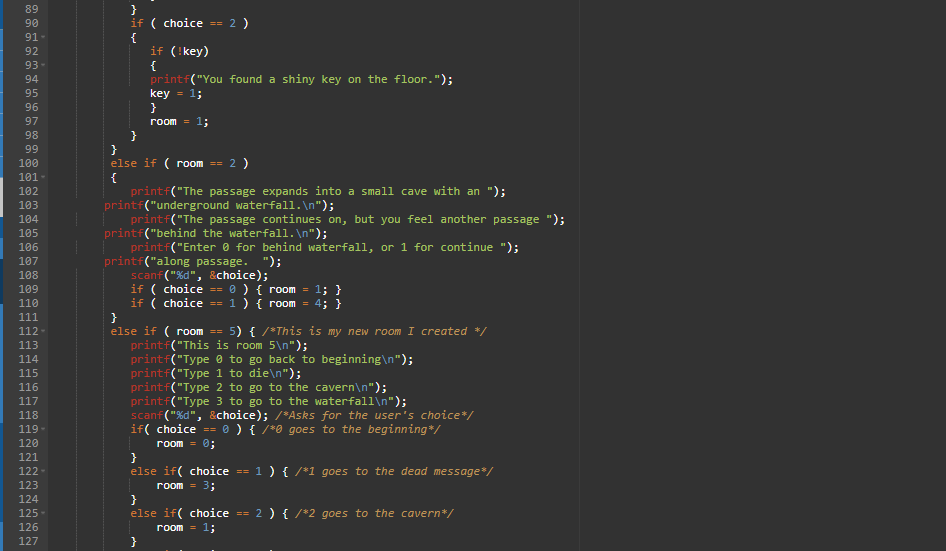 89 }
90 if ( choice == 2 )
91 {
92 if (!key)
93 {
94 printf("You found a shiny key on the floor.");
95 key = 1;
96 }
97 room = 1;
98 }
99 }
100 else if ( room == 2 )
101 {
102 printf("The passage expands into a small cave with an ");
103 printf("underground waterfall.\n");
104 printf("The passage continues on, but you feel another passage ");
105 printf("behind the waterfall.\n");
106 printf("Enter 0 for behind waterfall, or 1 for continue ");
107 printf("along passage.  ");
108 scanf("%d", &choice);
109 if ( choice == 0 ) { room = 1; }
110 if ( choice == 1 ) { room = 4; }
111 }
112 else if ( room == 5) { /*This is my new room I created */
113 printf("This is room 5\n");
114 printf("Type 0 to go back to beginning\n");
115 printf("Type 1 to die\n");
116 printf("Type 2 to go to the cavern\n");
117 printf("Type 3 to go to the waterfall\n");
118 scanf("%d", &choice); /*Asks for the user's choice*/
119 if( choice == 0 ) { /*0 goes to the beginning*/
120 room = 0;
121 }
122 else if( choice == 1 ) { /*1 goes to the dead message*/
123 room = 3;
124 }
125 else if( choice == 2 ) { /*2 goes to the cavern*/
126 room = 1;
127 }